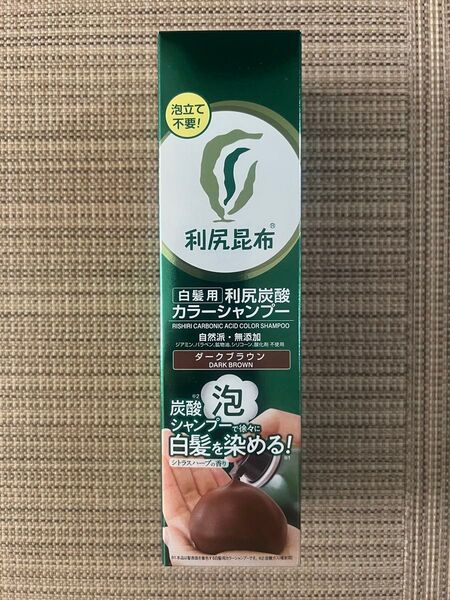 泡立て
不要!
利尻昆布®
白髪用 利尻炭酸
カラーシャンプー
RISHIRI CARBONIC ACID COLOR SHAMPOO
自然派・無添加
ジアミン、パラベン、鉱物油、シリコーン、酸化剤 不使用
ダークブラウン
DARK BROWN
炭酸※2 泡
シャンプーで徐々に
白髪を染める!※1
シトラスハーブの香り